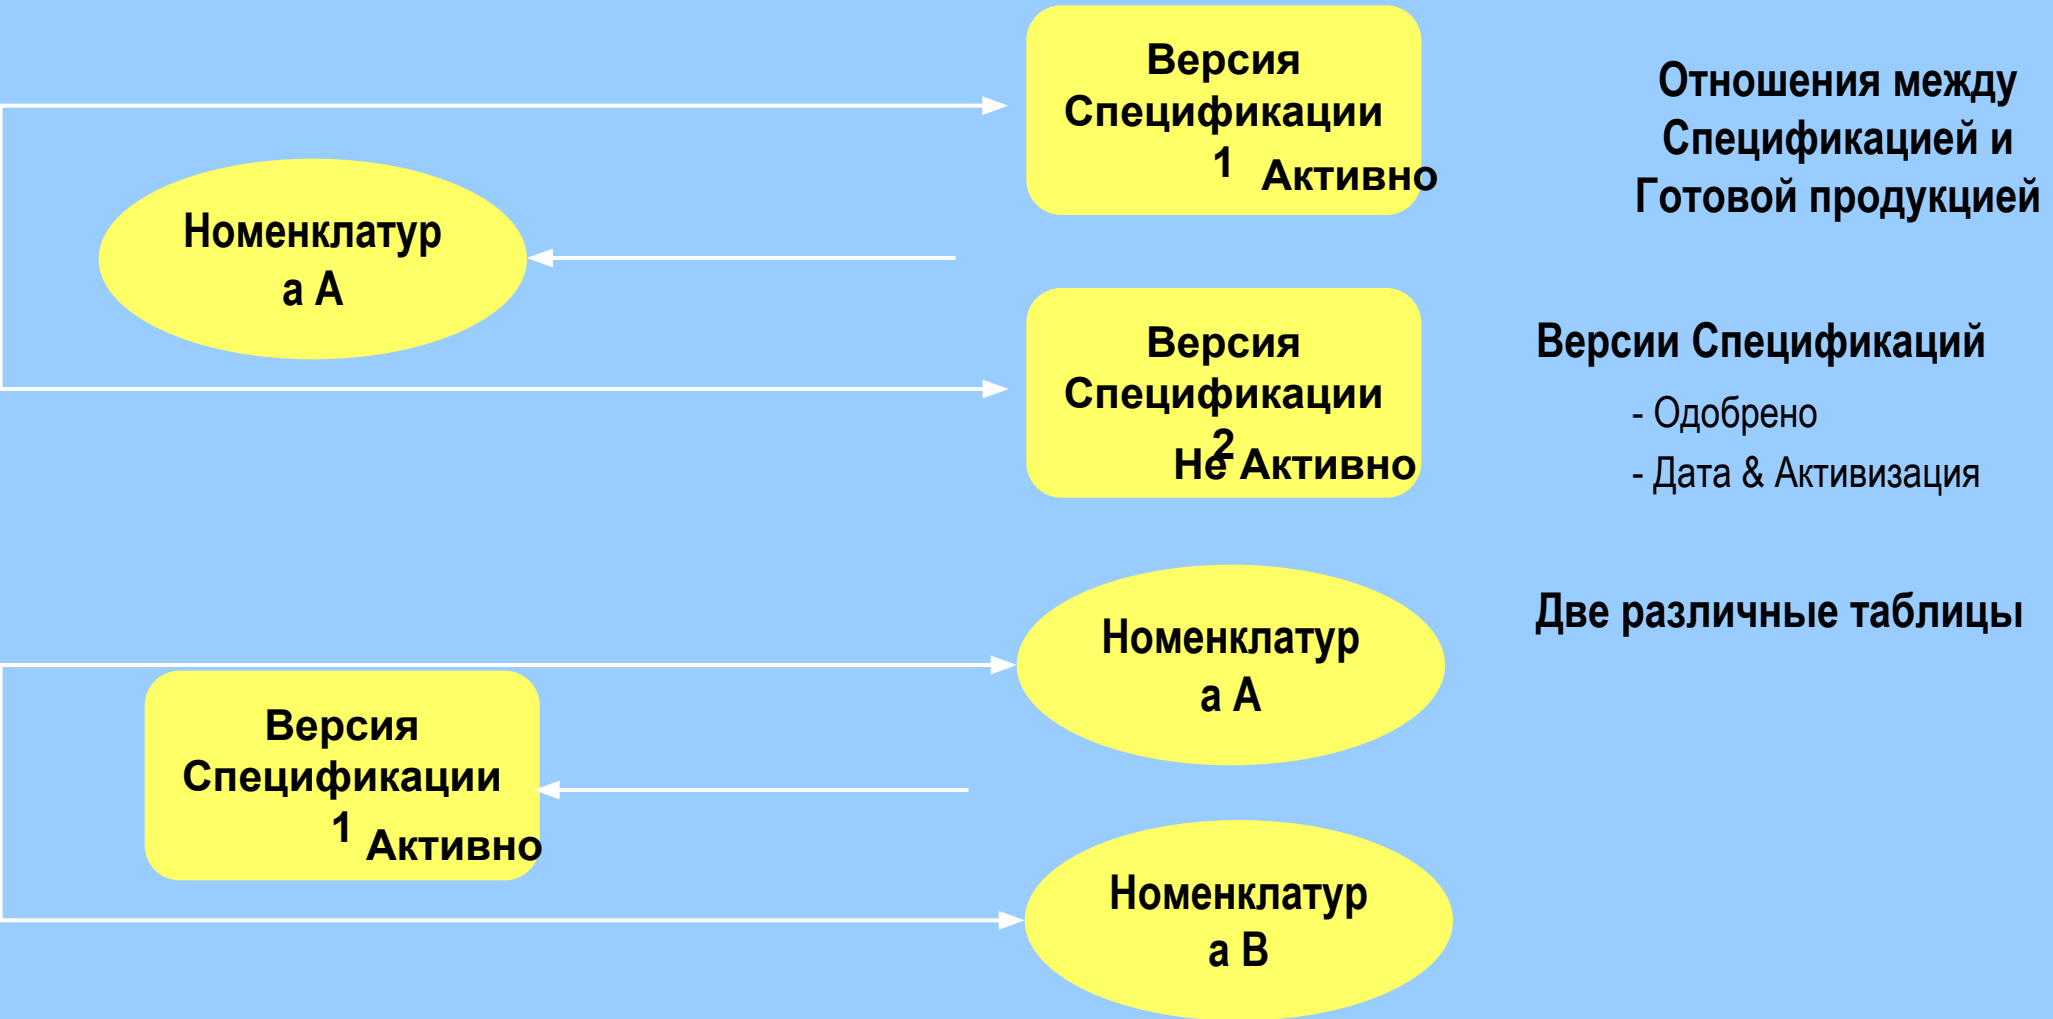 Версия
Спецификации
1 Активно
Отношения между
Спецификацией и
Готовой продукцией
Номенклатур
а А
Версия
Спецификации
2
Не Активно
Версии Спецификаций
- Одобрено
- Дата & Активизация
Номенклатур
а А
Две различные таблицы
Версия
Спецификации
1 Активно
Номенклатур
а В